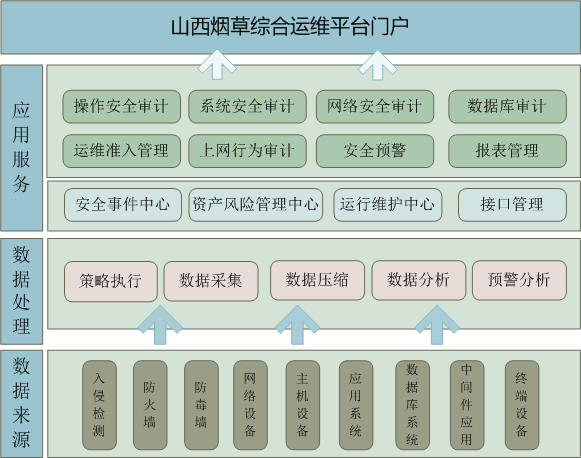 山西烟草综合运维平台门户
应用服务
操作安全审计 系统安全审计 网络安全审计 数据库审计
运维准入管理 上网行为审计 安全预警 报表管理
安全事件中心 资产风险管理中心 运行维护中心 接口管理
数据处理
策略执行 数据采集 数据压缩 数据分析 预警分析
数据来源
入侵检测 防火墙 防毒墙 网络设备 主机设备 应用系统 数据库系统 中间件应用 终端设备